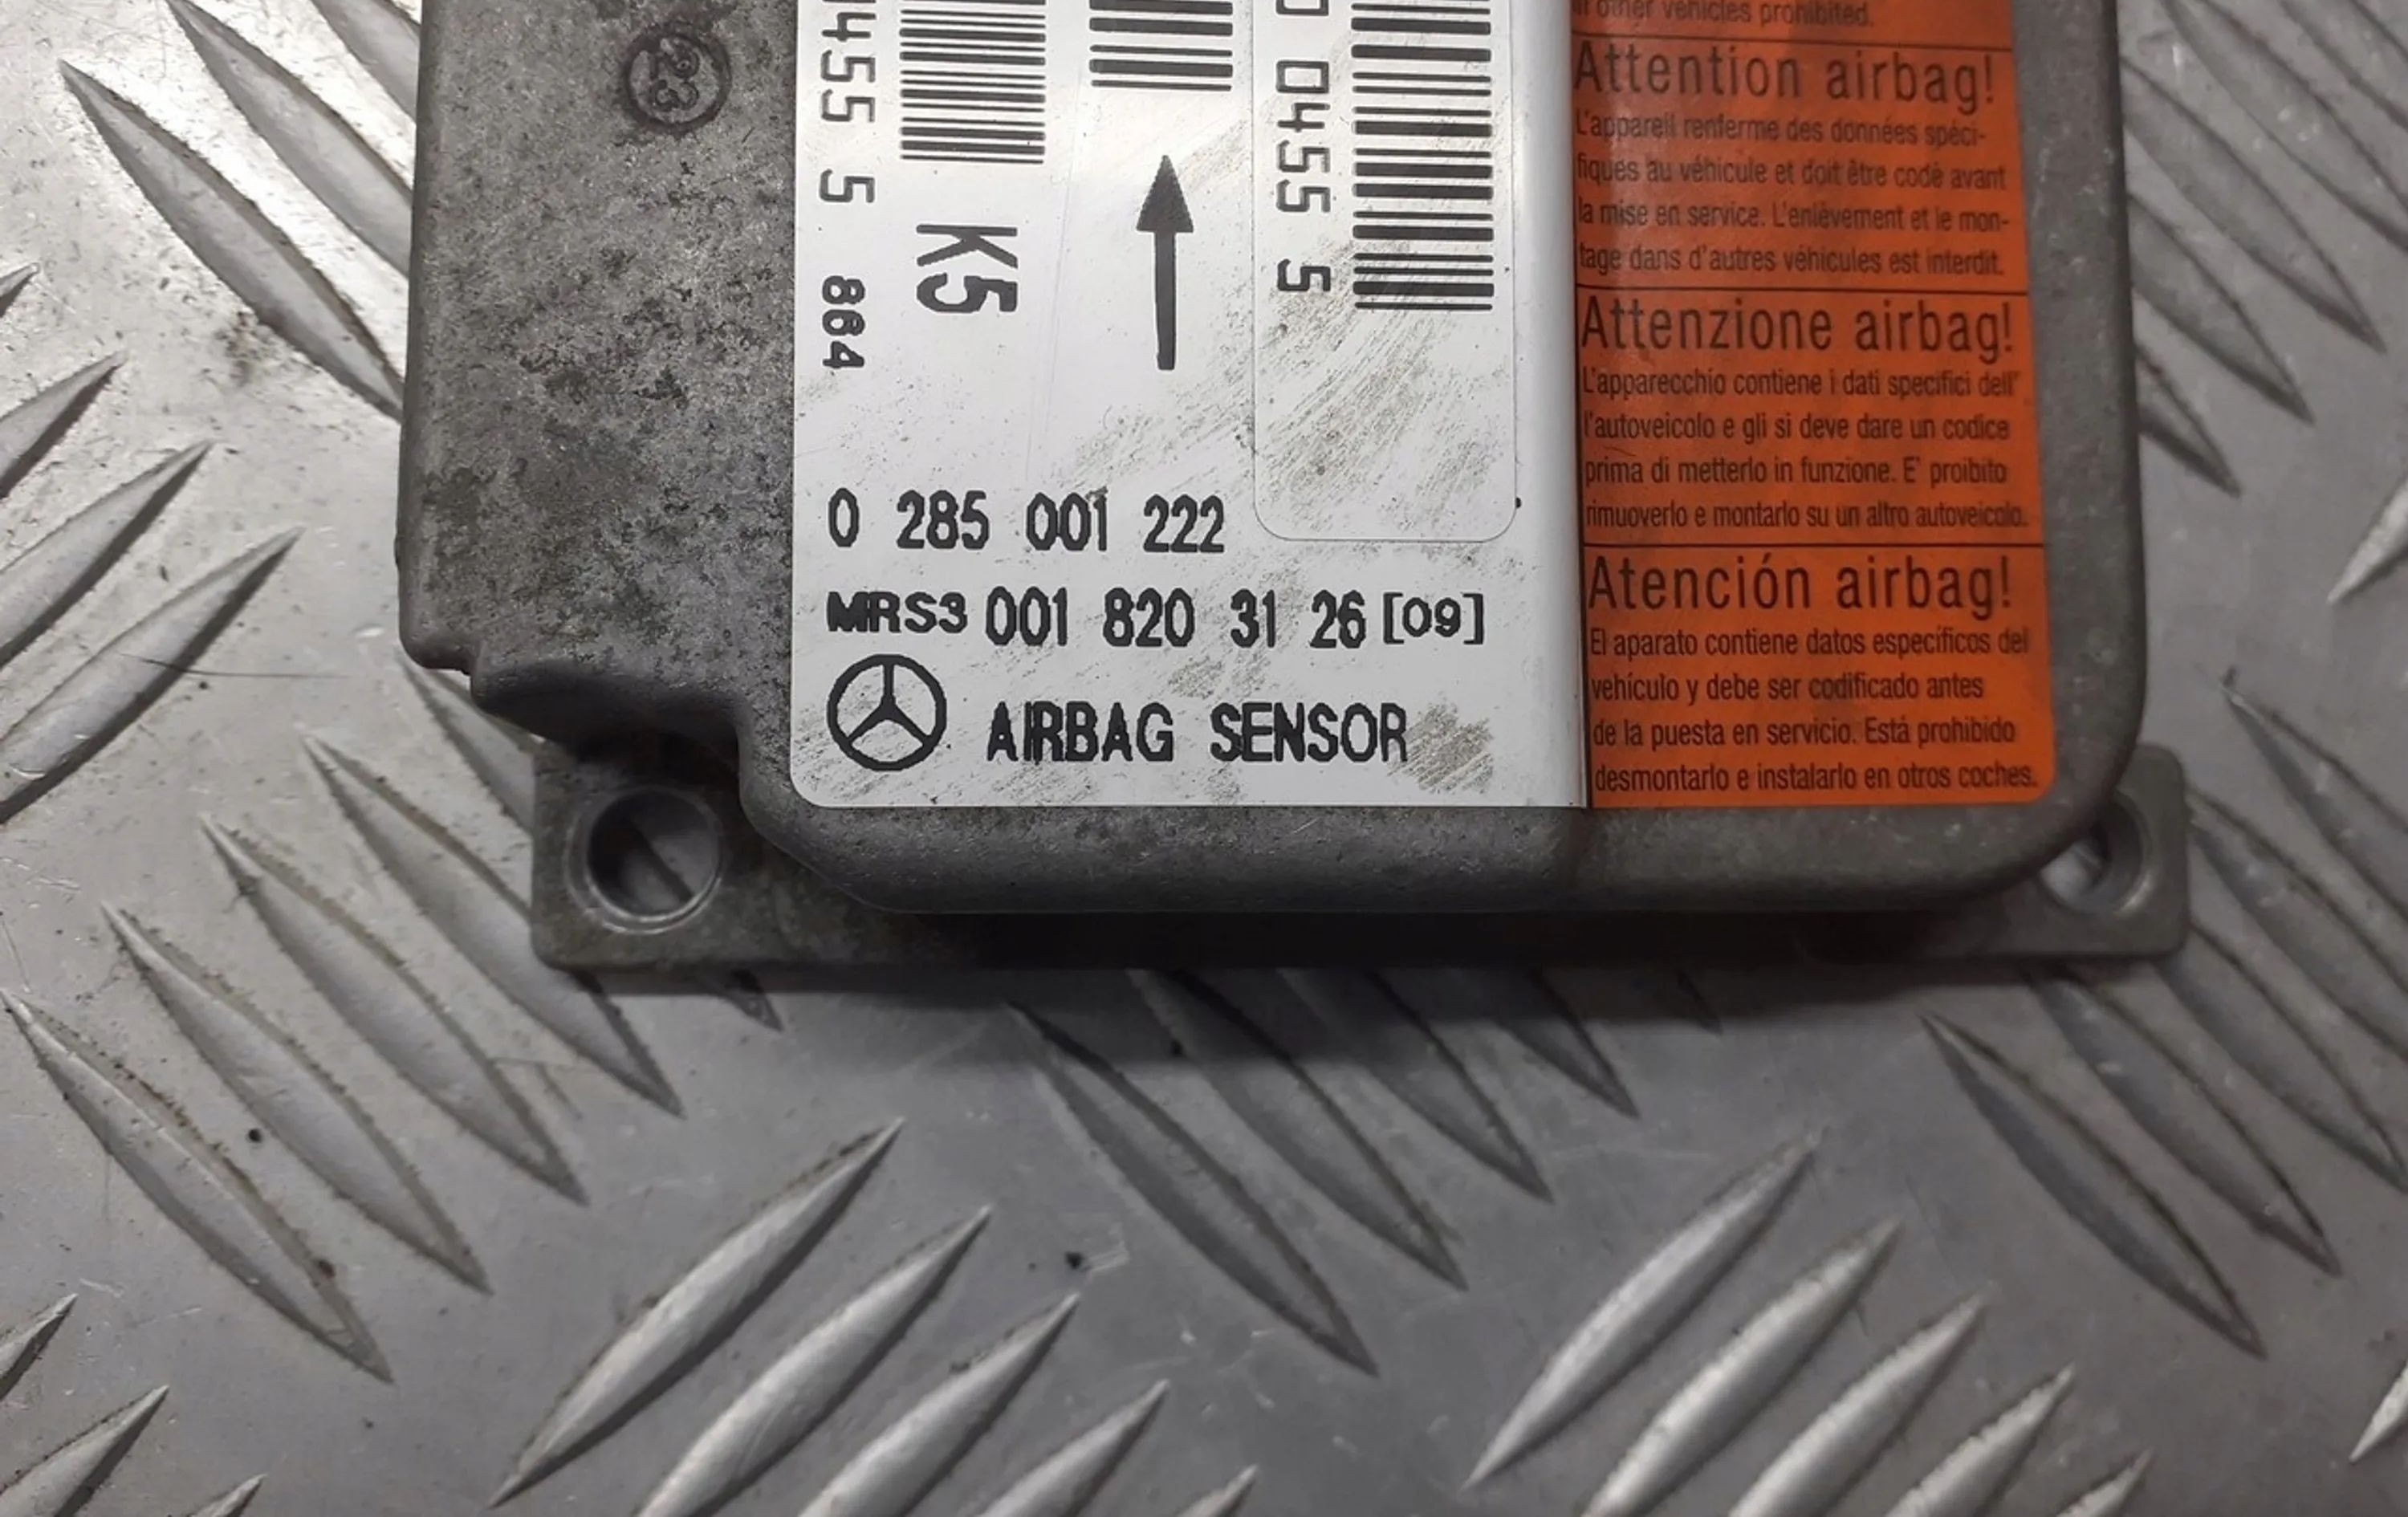 23
455 5 864
K5
0 0455 5
0 285 001 222
MRS3 001 820 31 26 [09]
AIRBAG SENSOR
other vehicles prohibited.
Attention airbag!
L'appareil renferme des données spéci-
fiques au véhicule et doit être codé avant
la mise en service. L'enlèvement et le mon-
tage dans d'autres véhicules est interdit.
Attenzione airbag!
L'apparecchio contiene i dati specifici dell'
l'autoveicolo e gli si deve dare un codice
prima di metterlo in funzione. E' proibito
rimuoverlo e montarlo su un altro autoveicolo.
Atención airbag!
El aparato contiene datos específicos del
vehículo y debe ser codificado antes
de la puesta en servicio. Está prohibido
desmontarlo e instalarlo en otros coches.